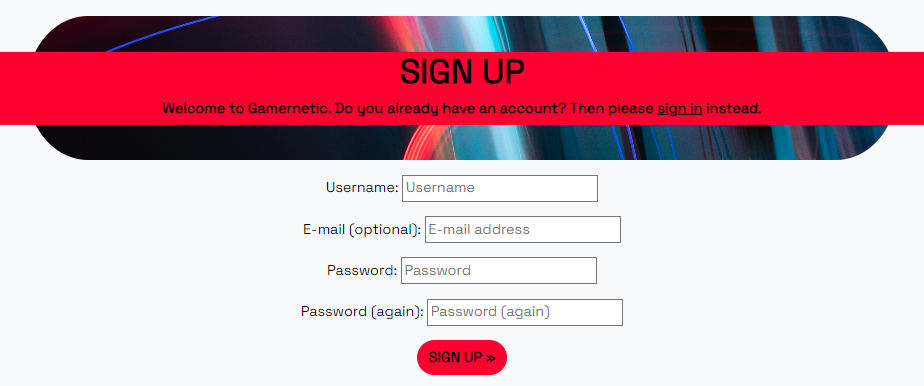 SIGN UP
Welcome to Gamernetic. Do you already have an account? Then please sign in instead.
Username: Username
E-mail (optional): E-mail address
Password: Password
Password (again): Password (again)
SIGN UP »